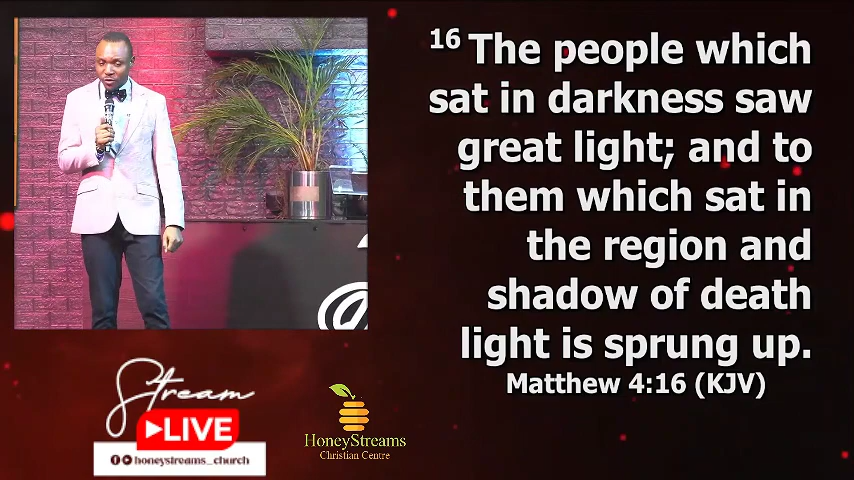 16 The people which
sat in darkness saw
great light; and to
them which sat in
the region and
shadow of death
light is sprung up.
Matthew 4:16 (KJV)
Stream
LIVE
honeystreams_church
HoneyStreams
Christian Centre